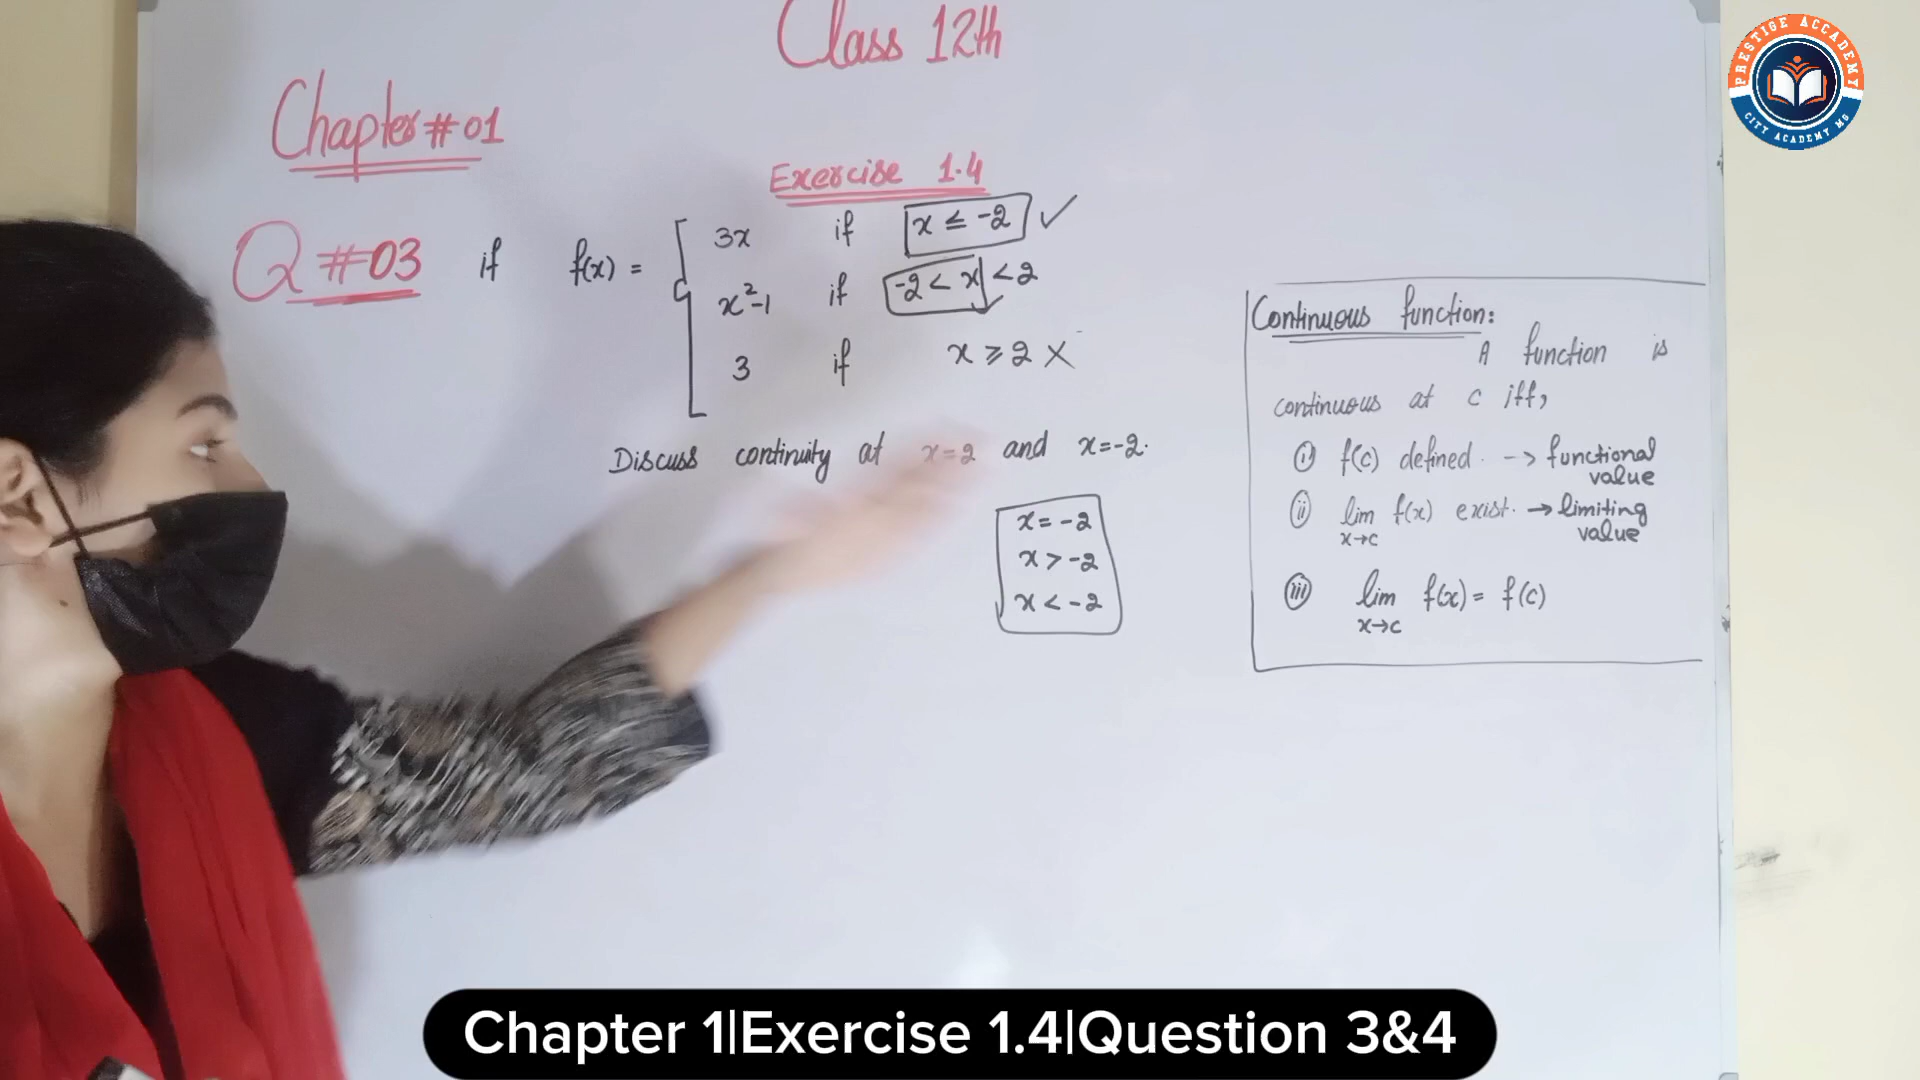 Class 12th
Chapter # 01
Exercise 1.4
Q # 03 if f(x) =
3x if x ≤ -2 ✓
x²-1 if -2 < x < 2
3 if x ⩾ 2 ×
Discuss continuity at x=2 and x=-2.
x = -2
x > -2
x < -2
Continuous function:
A function is
continuous at c iff,
(i) f(c) defined. --> functional
value
(ii) lim f(x) exist. → limiting
x→c value
(iii) lim f(x) = f(c)
x→c
PRESTIGE ACCADEMY
CITY ACADEMY MG
Chapter 1|Exercise 1.4|Question 3&4